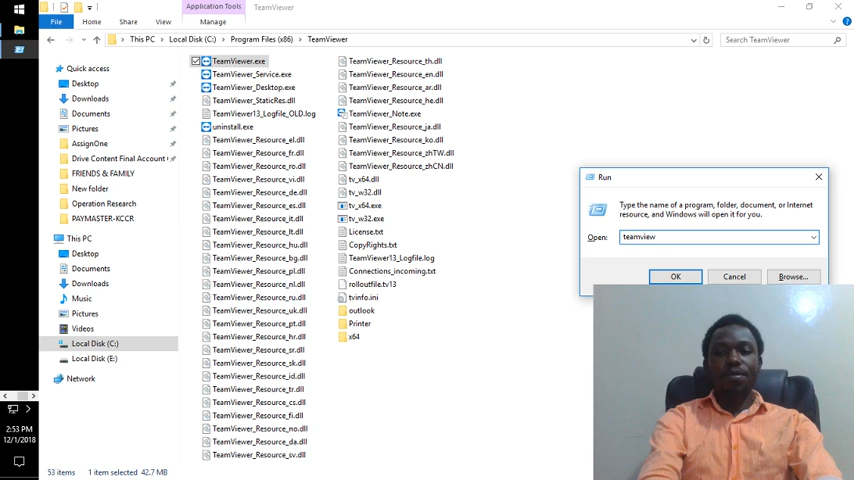 Application Tools
TeamViewer
File
Home
Share
View
Manage
This PC
Local Disk (C:)
Program Files (x86)
TeamViewer
Search TeamViewer
Quick access
Desktop
Downloads
Documents
Pictures
AssignOne
Drive Content Final Account
FRIENDS & FAMILY
New folder
Operation Research
PAYMASTER-KCCR
This PC
Desktop
Documents
Downloads
Music
Pictures
Videos
Local Disk (C:)
Local Disk (E:)
Network
TeamViewer.exe
TeamViewer_Service.exe
TeamViewer_Desktop.exe
TeamViewer_StaticRes.dll
TeamViewer13_Logfile_OLD.log
uninstall.exe
TeamViewer_Resource_el.dll
TeamViewer_Resource_fr.dll
TeamViewer_Resource_ro.dll
TeamViewer_Resource_vi.dll
TeamViewer_Resource_de.dll
TeamViewer_Resource_es.dll
TeamViewer_Resource_it.dll
TeamViewer_Resource_lt.dll
TeamViewer_Resource_hu.dll
TeamViewer_Resource_bg.dll
TeamViewer_Resource_pl.dll
TeamViewer_Resource_nl.dll
TeamViewer_Resource_ru.dll
TeamViewer_Resource_uk.dll
TeamViewer_Resource_pt.dll
TeamViewer_Resource_hr.dll
TeamViewer_Resource_sr.dll
TeamViewer_Resource_sk.dll
TeamViewer_Resource_id.dll
TeamViewer_Resource_tr.dll
TeamViewer_Resource_cs.dll
TeamViewer_Resource_fi.dll
TeamViewer_Resource_no.dll
TeamViewer_Resource_da.dll
TeamViewer_Resource_sv.dll
TeamViewer_Resource_th.dll
TeamViewer_Resource_en.dll
TeamViewer_Resource_ar.dll
TeamViewer_Resource_he.dll
TeamViewer_Note.exe
TeamViewer_Resource_ja.dll
TeamViewer_Resource_ko.dll
TeamViewer_Resource_zhTW.dll
TeamViewer_Resource_zhCN.dll
tv_x64.dll
tv_w32.dll
tv_x64.exe
tv_w32.exe
License.txt
CopyRights.txt
TeamViewer13_Logfile.log
Connections_incoming.txt
rolloutfile.tv13
tvinfo.ini
outlook
Printer
x64
Run
Type the name of a program, folder, document, or Internet
resource, and Windows will open it for you.
Open:
teamview
OK
Cancel
Browse...
2:53 PM
12/1/2018
53 items
1 item selected 42.7 MB